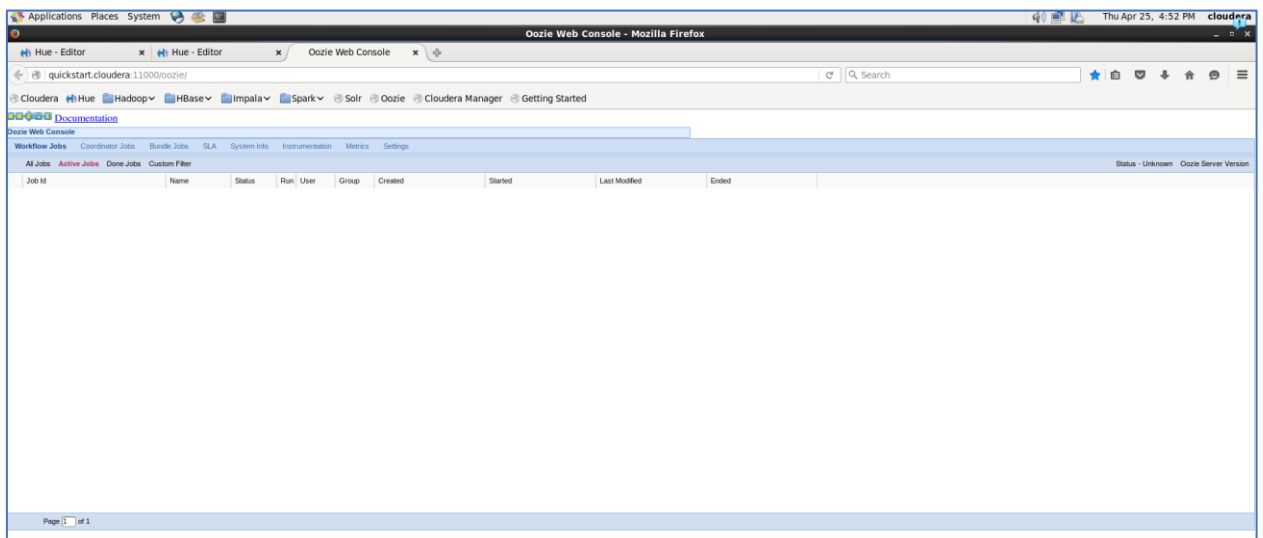 Applications Places System Thu Apr 25, 4:52 PM cloudera
Oozie Web Console - Mozilla Firefox
Hue - Editor Hue - Editor Oozie Web Console
quickstart.cloudera:11000/oozie/ Search
Cloudera Hue Hadoop HBase Impala Spark Solr Oozie Cloudera Manager Getting Started
Documentation
Oozie Web Console
Workflow Jobs Coordinator Jobs Bundle Jobs SLA System Info Instrumentation Metrics Settings
All Jobs Active Jobs Done Jobs Custom Filter Status - Unknown Oozie Server Version
Job Id Name Status Run User Group Created Started Last Modified Ended
Page 1 of 1